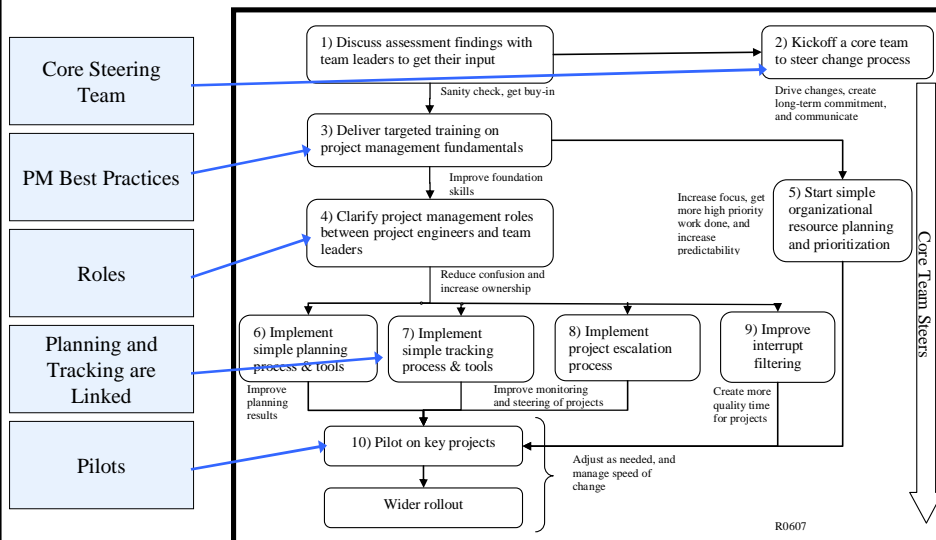 Core Steering
Team
PM Best Practices
Roles
Planning and
Tracking are
Linked
Pilots
1) Discuss assessment findings with
team leaders to get their input
2) Kickoff a core team
to steer change process
Sanity check, get buy-in
Drive changes, create
long-term commitment,
and communicate
3) Deliver targeted training on
project management fundamentals
Improve foundation
skills
4) Clarify project management roles
between project engineers and team
leaders
Increase focus, get
more high priority
work done, and
increase
predictability
5) Start simple
organizational
resource planning
and prioritization
Reduce confusion and
increase ownership
6) Implement
simple planning
process & tools
7) Implement
simple tracking
process & tools
8) Implement
project escalation
process
9) Improve
interrupt
filtering
Improve
planning
results
Improve monitoring
and steering of projects
Create more
quality time
for projects
10) Pilot on key projects
Adjust as needed, and
manage speed of
change
Wider rollout
Core Team Steers
R0607